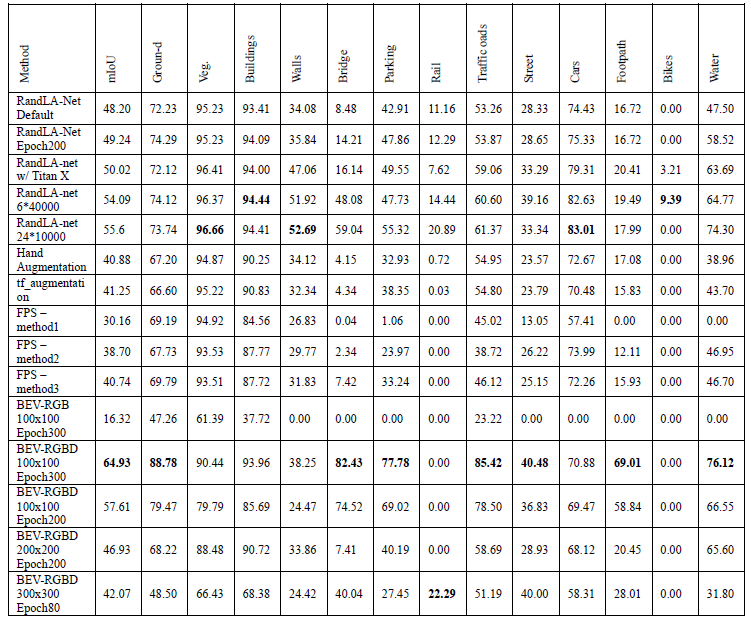 Method mIoU Groun-d Veg. Buildings Walls Bridge Parking Rail Traffic oads Street Cars Footpath Bikes Water
RandLA-Net
Default 48.20 72.23 95.23 93.41 34.08 8.48 42.91 11.16 53.26 28.33 74.43 16.72 0.00 47.50
RandLA-Net
Epoch200 49.24 74.29 95.23 94.09 35.84 14.21 47.86 12.29 53.87 28.65 75.33 16.72 0.00 58.52
RandLA-net
w/ Titan X 50.02 72.12 96.41 94.00 47.06 16.14 49.55 7.62 59.06 33.29 79.31 20.41 3.21 63.69
RandLA-net
6*40000 54.09 74.12 96.37 94.44 51.92 48.08 47.73 14.44 60.60 39.16 82.63 19.49 9.39 64.77
RandLA-net
24*10000 55.6 73.74 96.66 94.41 52.69 59.04 55.32 20.89 61.37 33.34 83.01 17.99 0.00 74.30
Hand
Augmentation 40.88 67.20 94.87 90.25 34.12 4.15 32.93 0.72 54.95 23.57 72.67 17.08 0.00 38.96
tf_augmentati
on 41.25 66.60 95.22 90.83 32.34 4.34 38.35 0.03 54.80 23.79 70.48 15.83 0.00 43.70
FPS –
method1 30.16 69.19 94.92 84.56 26.83 0.04 1.06 0.00 45.02 13.05 57.41 0.00 0.00 0.00
FPS –
method2 38.70 67.73 93.53 87.77 29.77 2.34 23.97 0.00 38.72 26.22 73.99 12.11 0.00 46.95
FPS –
method3 40.74 69.79 93.51 87.72 31.83 7.42 33.24 0.00 46.12 25.15 72.26 15.93 0.00 46.70
BEV-RGB
100x100 16.32 47.26 61.39 37.72 0.00 0.00 0.00 0.00 23.22 0.00 0.00 0.00 0.00 0.00
Epoch300
BEV-RGBD
100x100 64.93 88.78 90.44 93.96 38.25 82.43 77.78 0.00 85.42 40.48 70.88 69.01 0.00 76.12
Epoch300
BEV-RGBD
100x100 57.61 79.47 79.79 85.69 24.47 74.52 69.02 0.00 78.50 36.83 69.47 58.84 0.00 66.55
Epoch200
BEV-RGBD
200x200 46.93 68.22 88.48 90.72 33.86 7.41 40.19 0.00 58.69 28.93 68.12 20.45 0.00 65.60
Epoch200
BEV-RGBD
300x300 42.07 48.50 66.43 68.38 24.42 40.04 27.45 22.29 51.19 40.00 58.31 28.01 0.00 31.80
Epoch80